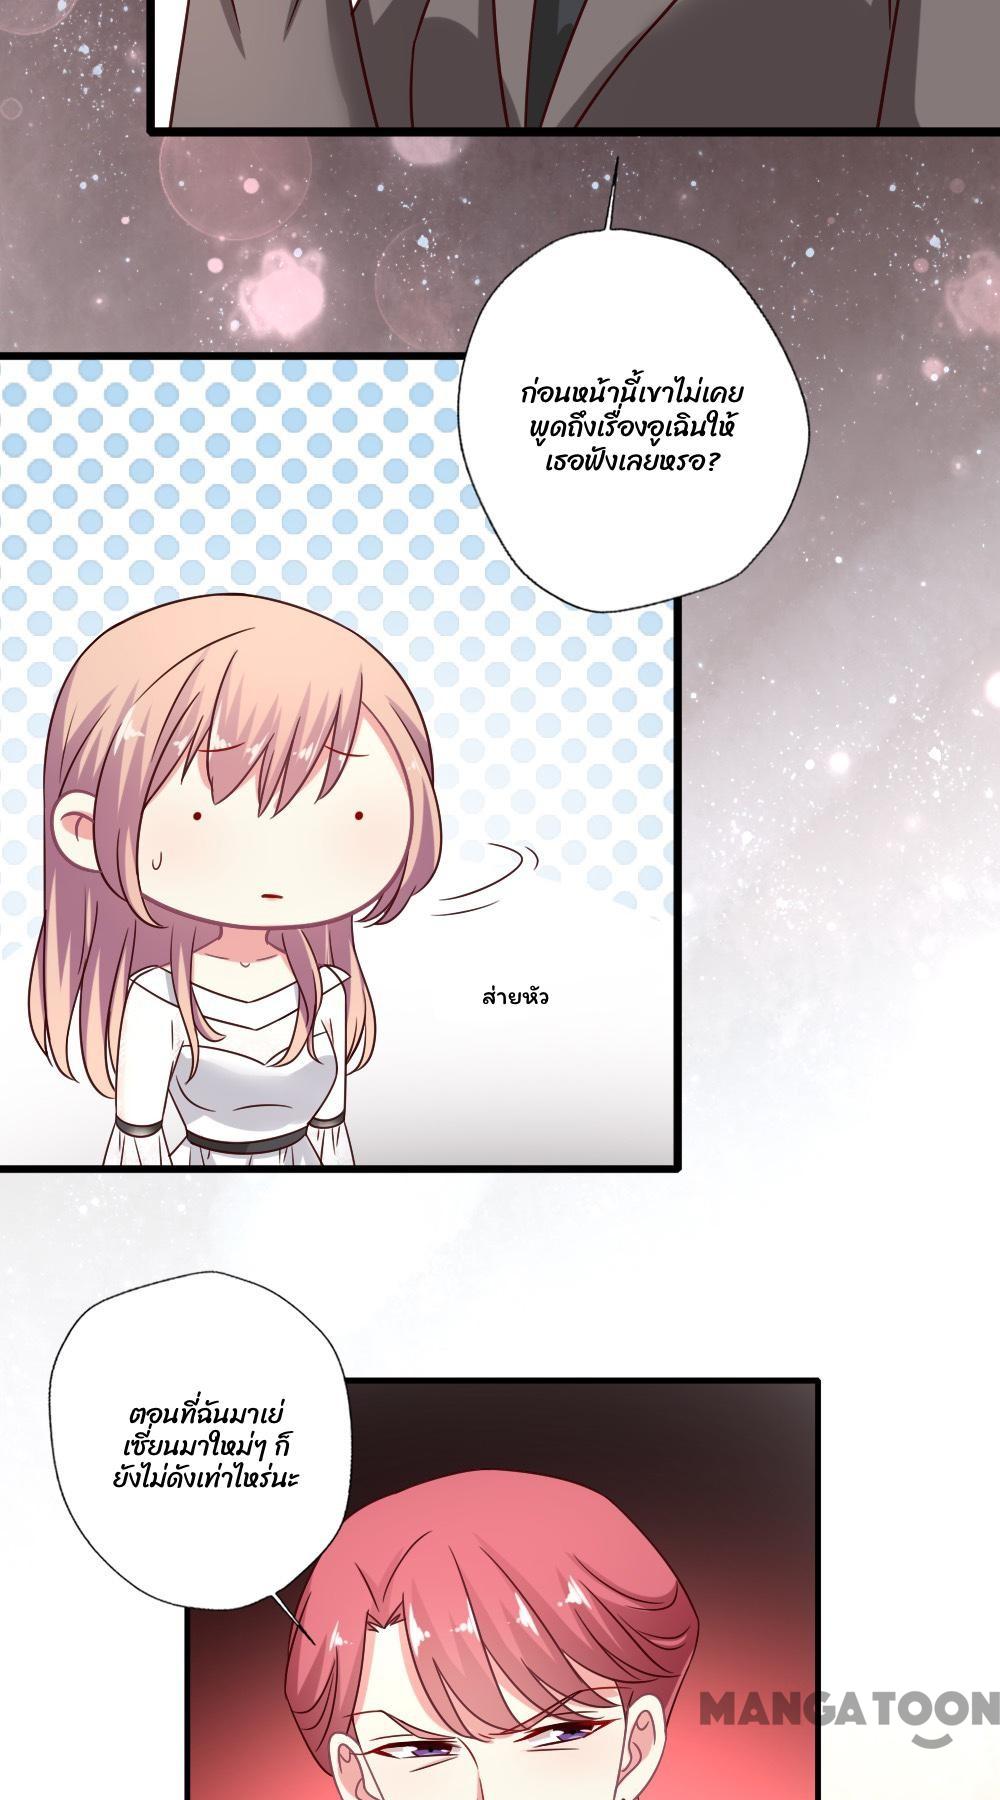 ก่อนหน้านี้เขาไม่เคย
พูดถึงเรื่องอูเฉินให้
เธอฟังเลยหรอ?
ส่ายหัว
ตอนที่ฉันมาเย่
เซี่ยนมาใหม่ๆ ก็
ยังไม่ดังเท่าไหร่นะ
MANGATOON